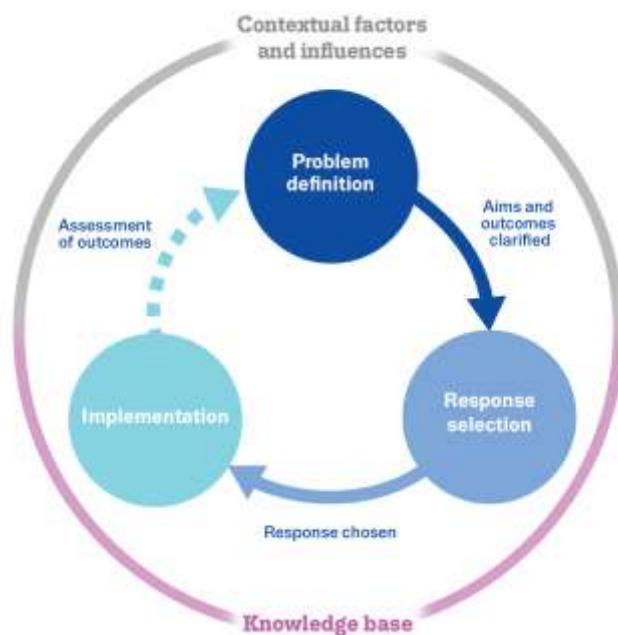 Contextual factors
and influences
Problem
definition
Assessment
of outcomes
Aims and
outcomes
clarified
Implementation
Response
selection
Response chosen
Knowledge base